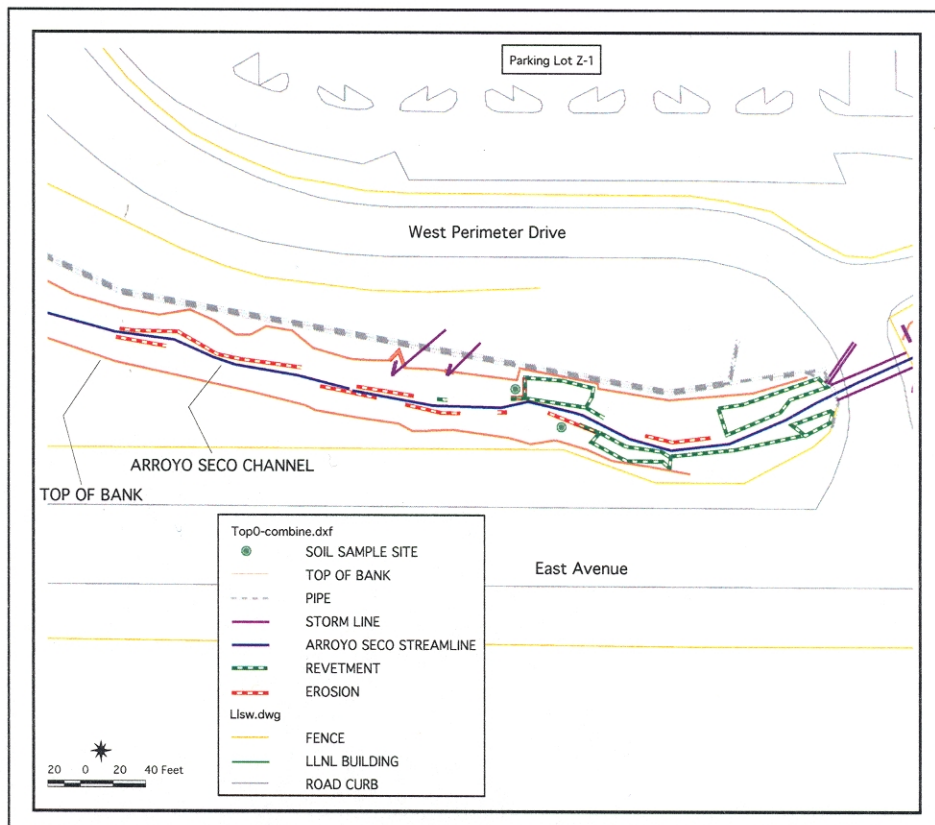 Parking Lot Z-1
West Perimeter Drive
ARROYO SECO CHANNEL
TOP OF BANK
East Avenue
Top0-combine.dxf
SOIL SAMPLE SITE
TOP OF BANK
PIPE
STORM LINE
ARROYO SECO STREAMLINE
REVETMENT
EROSION
Llsw.dwg
FENCE
LLNL BUILDING
ROAD CURB
20 0 20 40 Feet